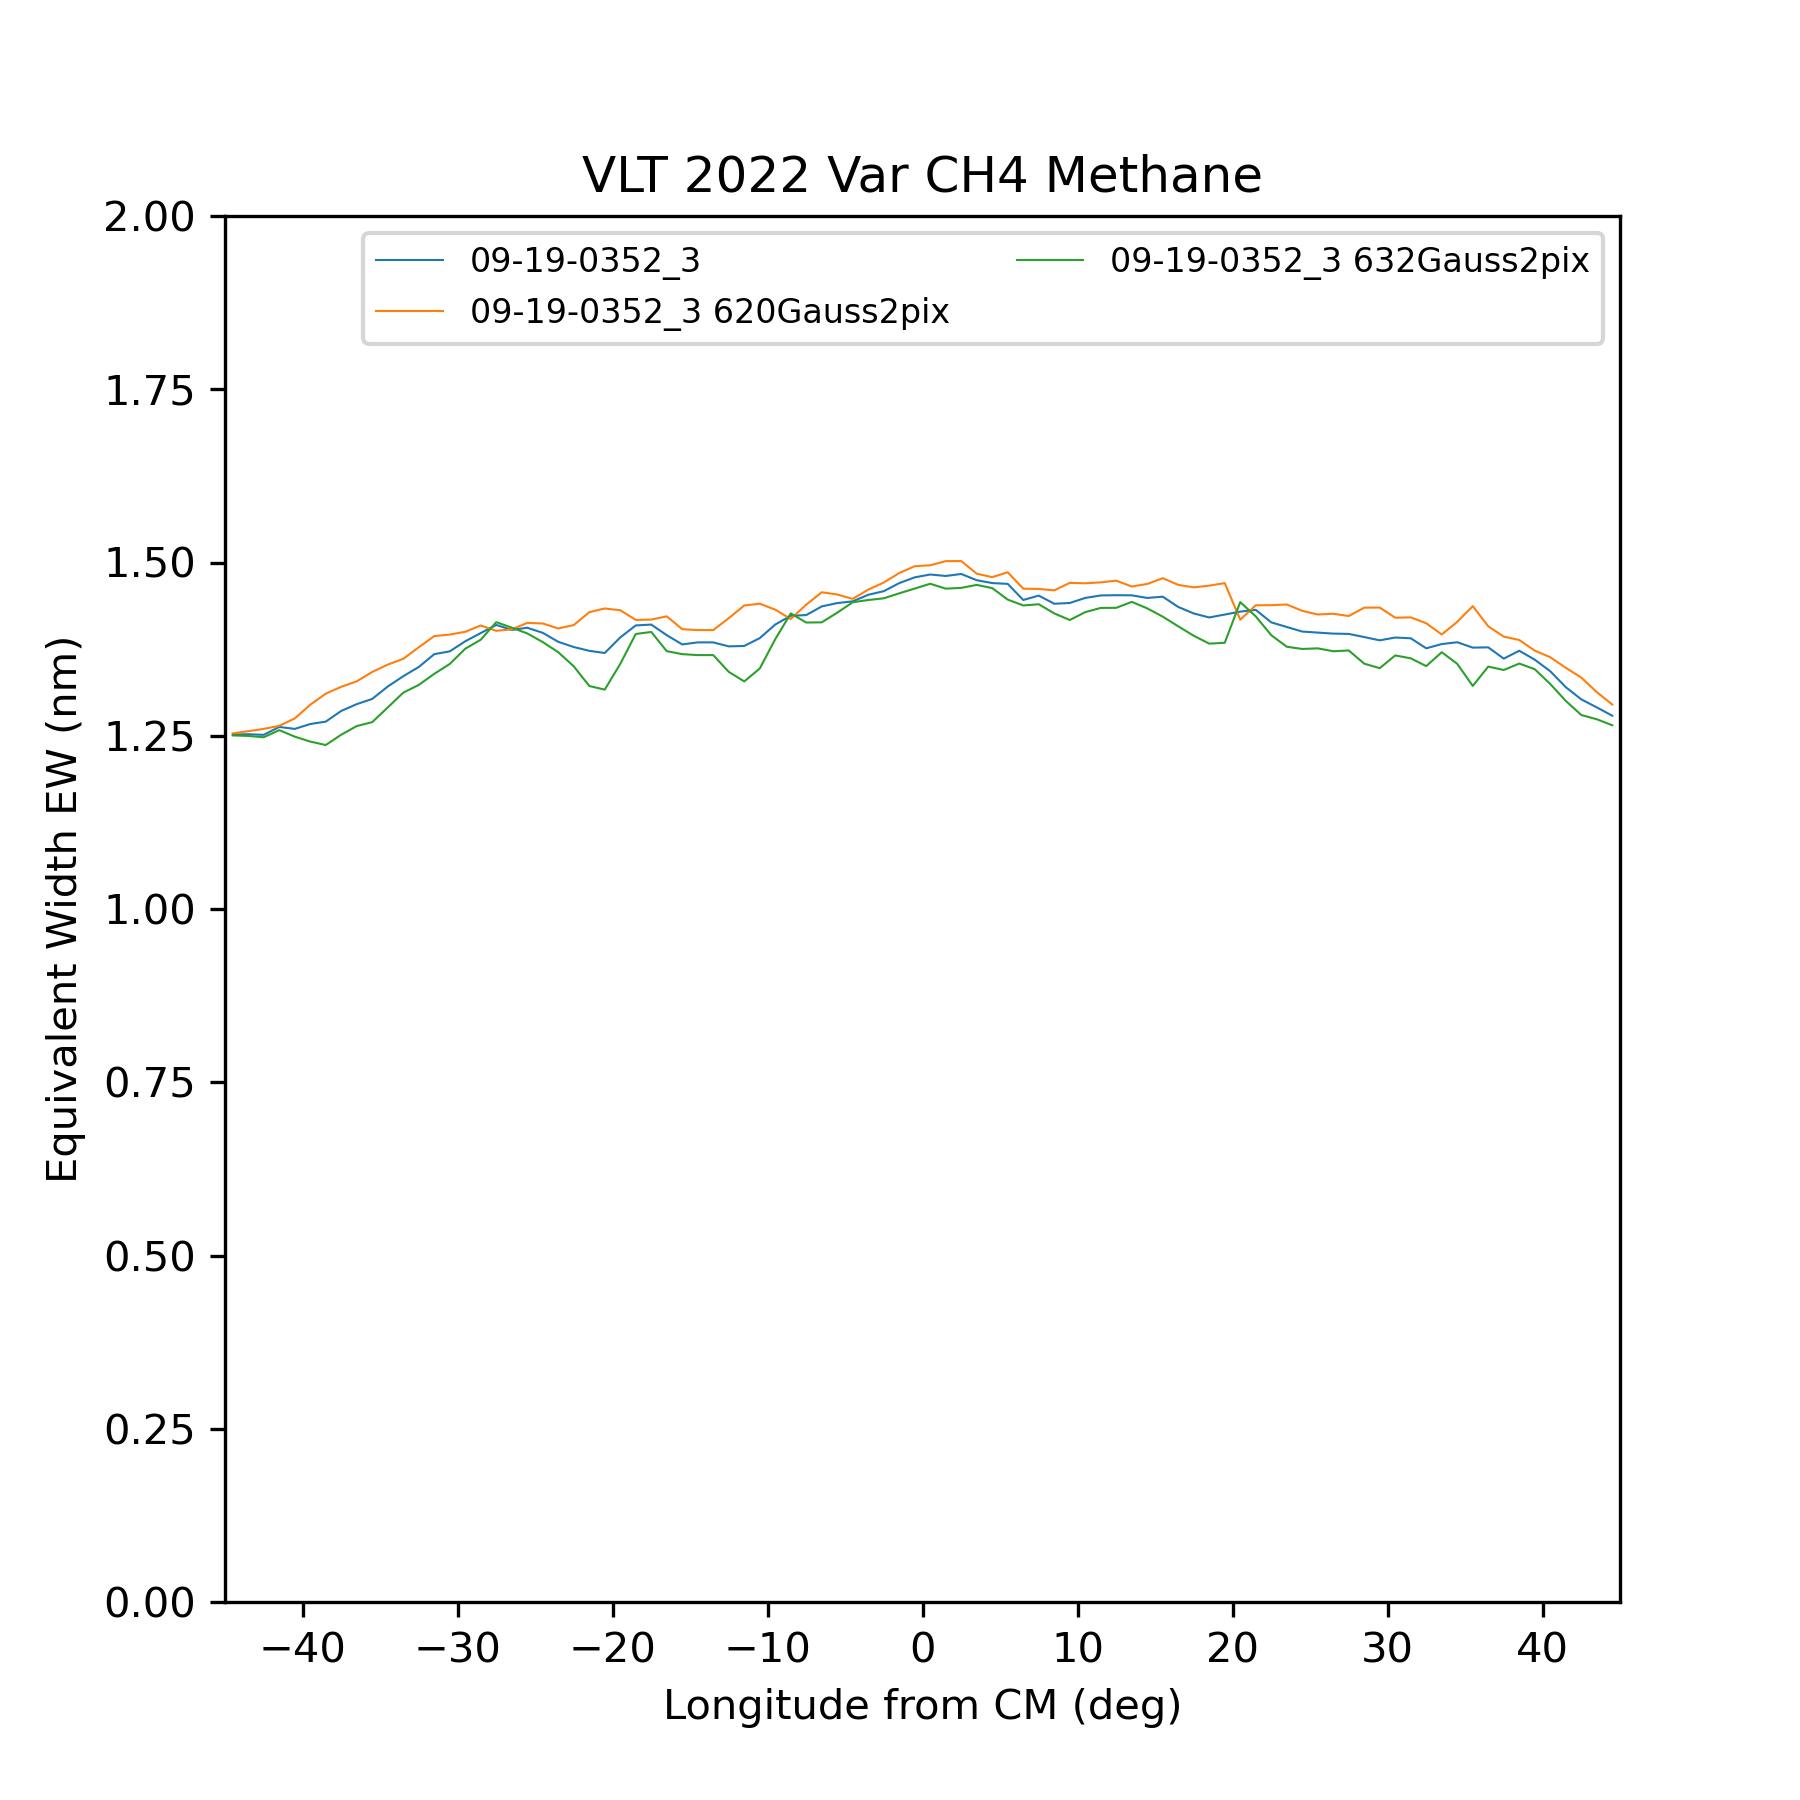 VLT 2022 Var CH4 Methane
09-19-0352_3
09-19-0352_3 620Gauss2pix
09-19-0352_3 632Gauss2pix
Equivalent Width EW (nm)
2.00
1.75
1.50
1.25
1.00
0.75
0.50
0.25
0.00
−40 −30 −20 −10 0 10 20 30 40
Longitude from CM (deg)